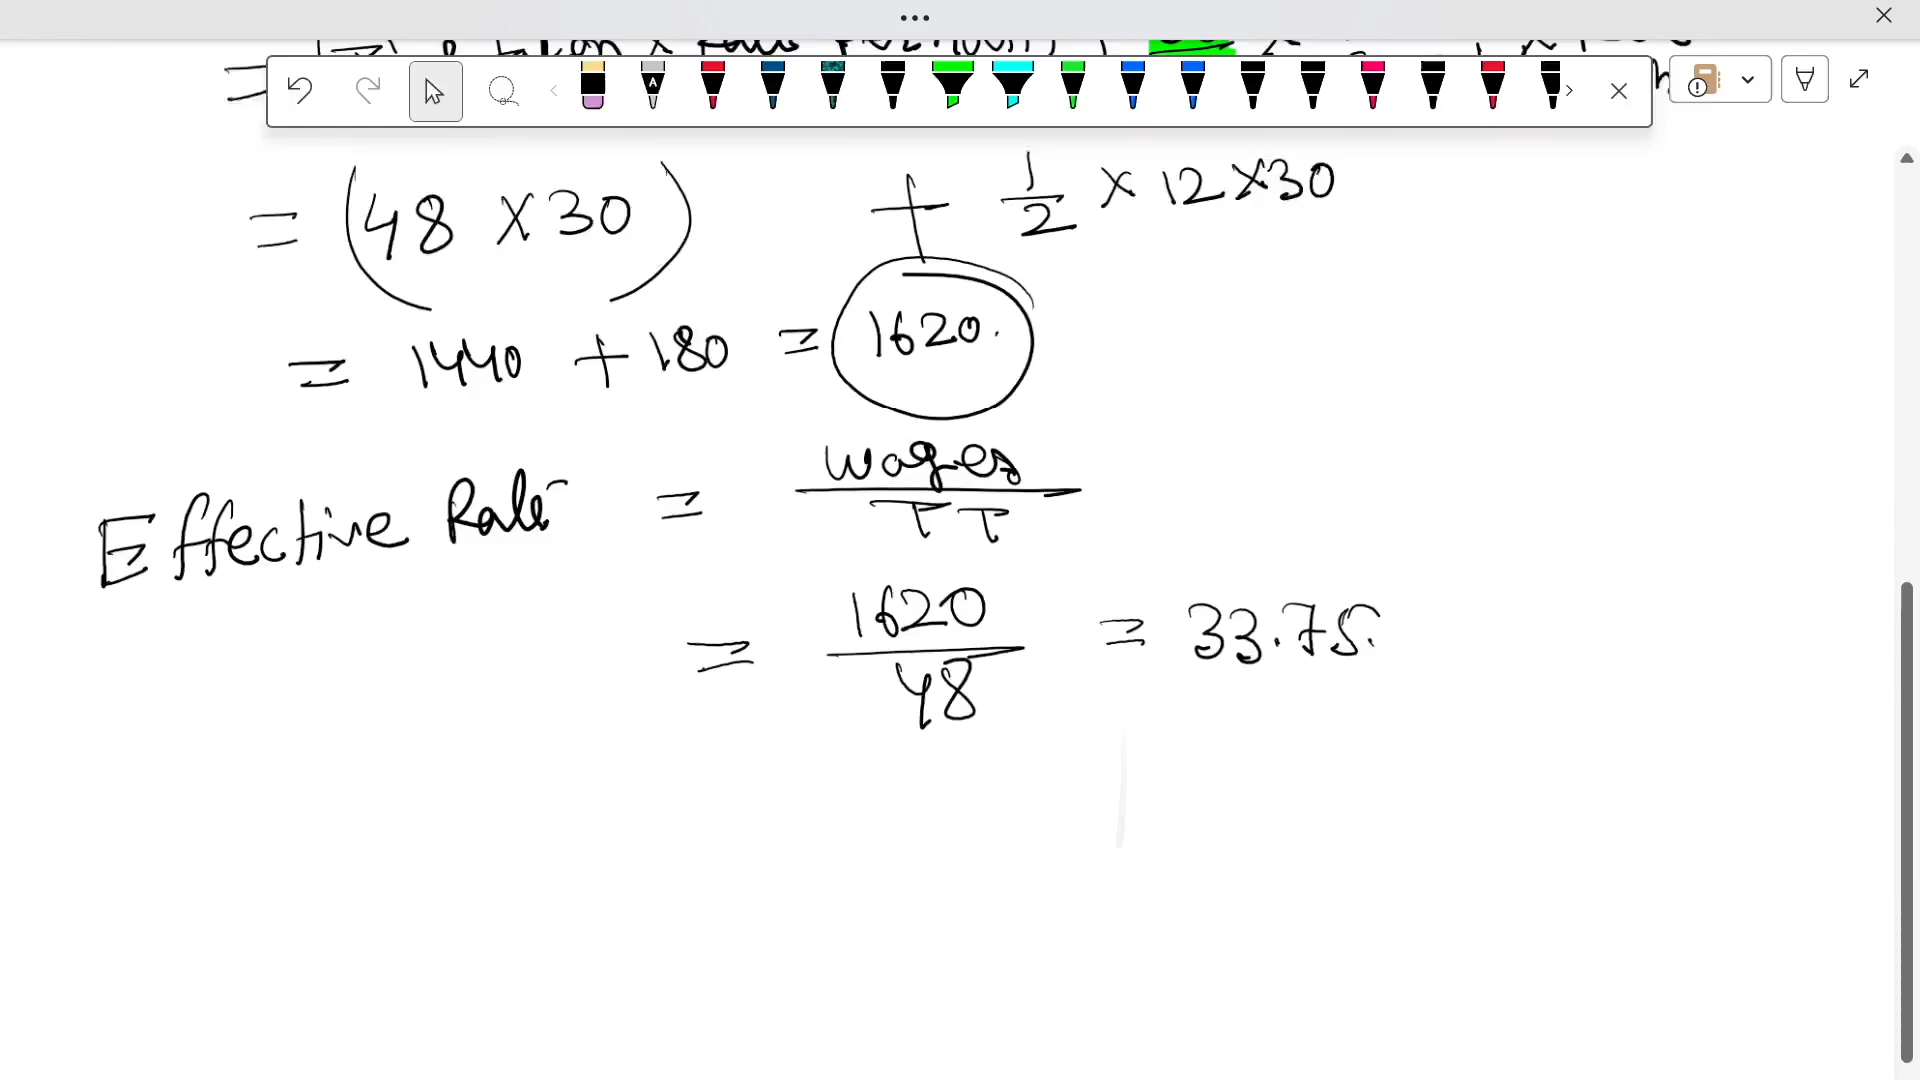 = (48 × 30) + 1/2 × 12 × 30
= 1440 + 180 = 1620.
Effective Rate = wages / TT
= 1620 / 48 = 33.75.